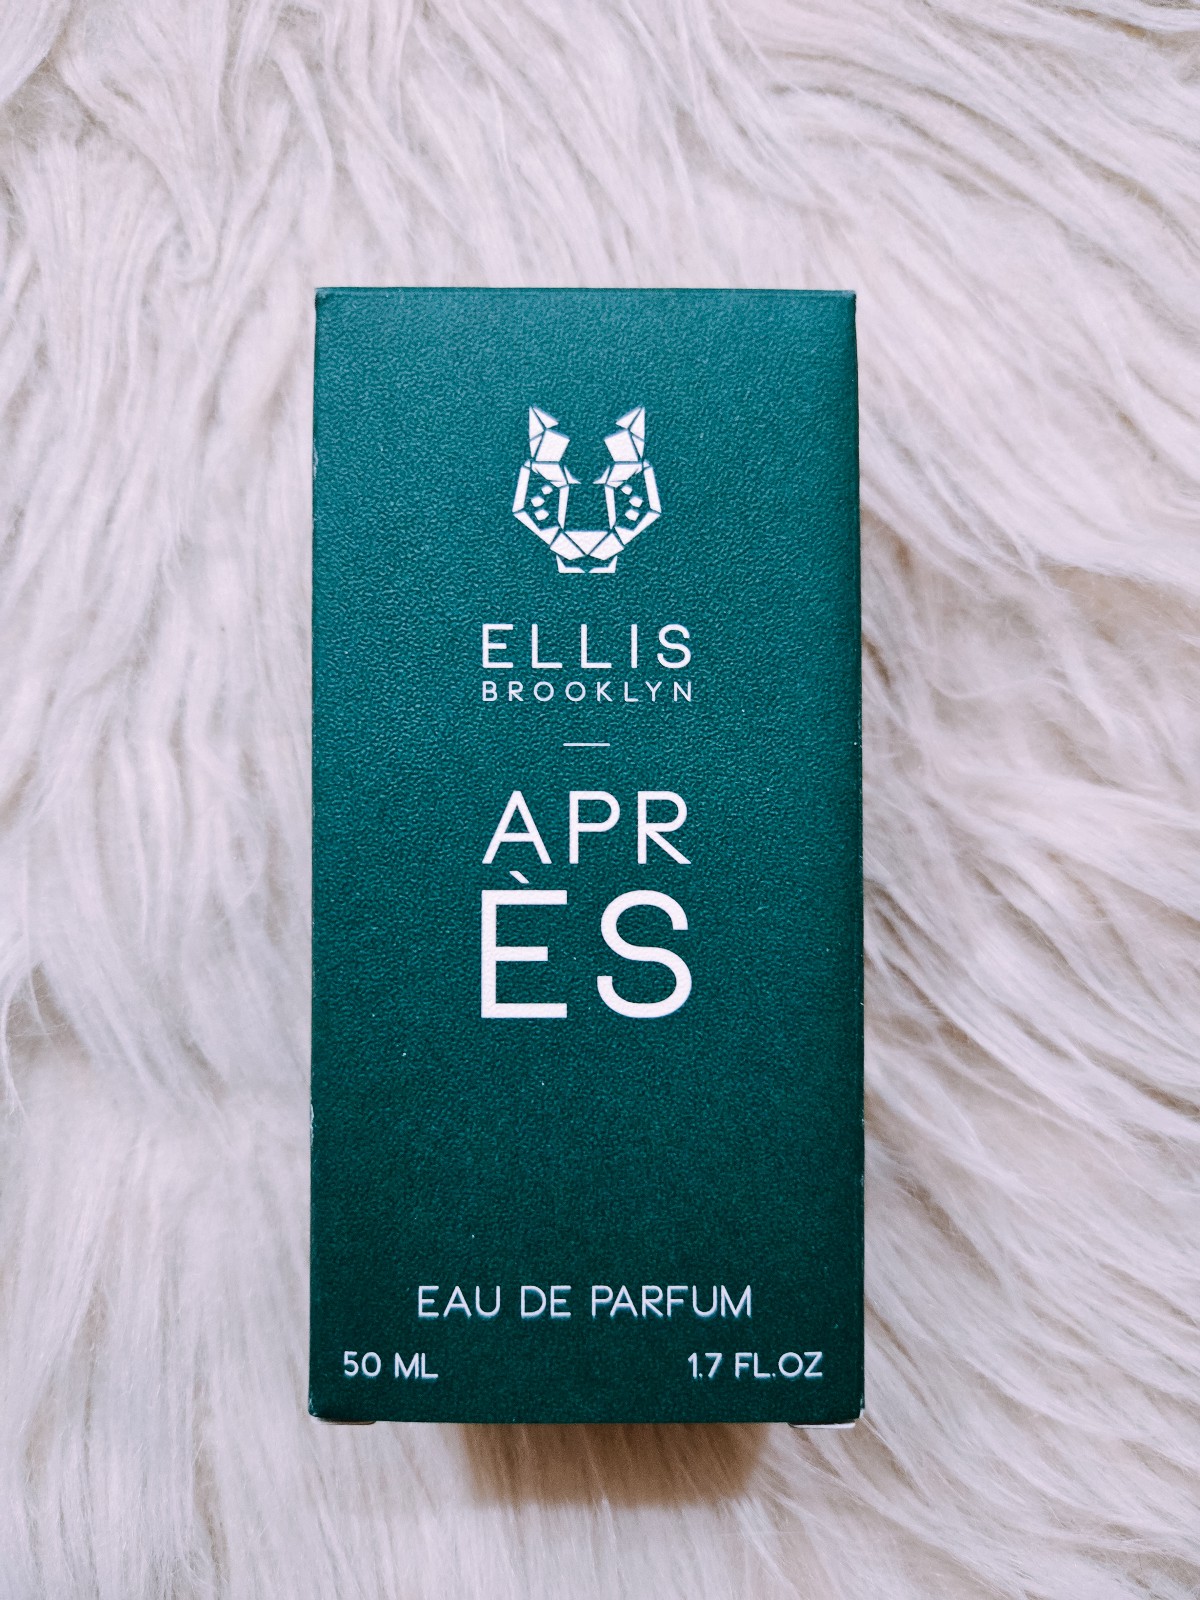 ELLIS
BROOKLYN
APR
ÈS
EAU DE PARFUM
50 ML 1.7 FL.OZ